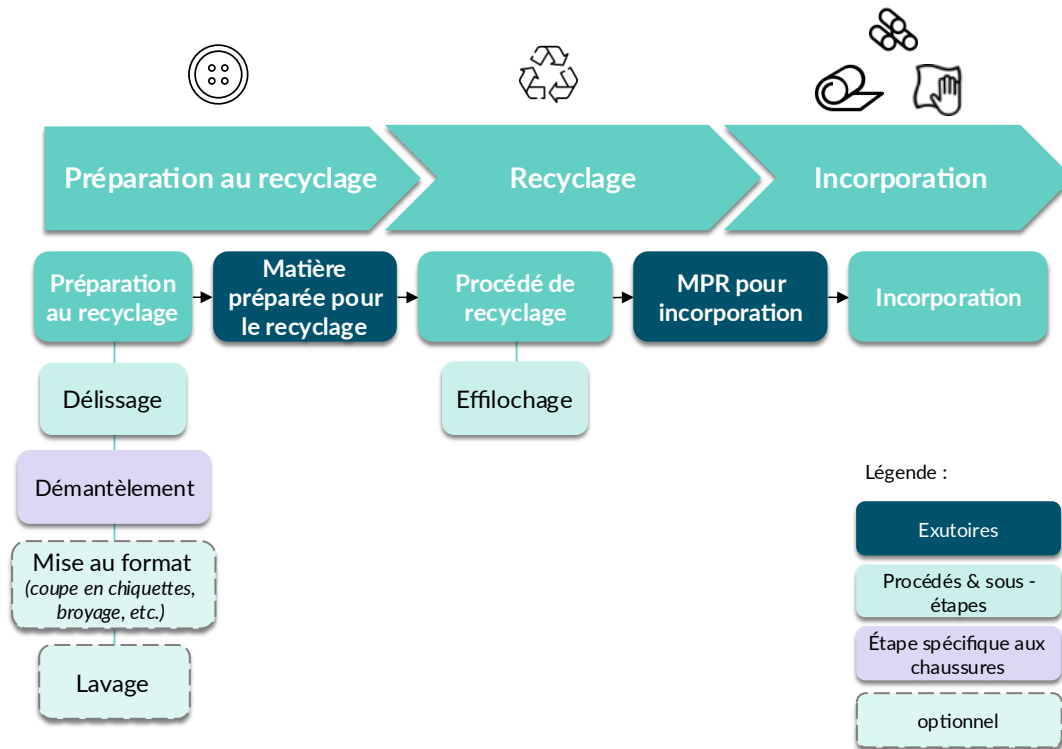 Préparation au recyclage
Recyclage
Incorporation
Préparation
au recyclage
Matière
préparée pour
le recyclage
Procédé de
recyclage
MPR pour
incorporation
Incorporation
Délissage
Effilochage
Démantèlement
Mise au format
(coupe en chiquettes,
broyage, etc.)
Lavage
Légende :
Exutoires
Procédés & sous -
étapes
Étape spécifique aux
chaussures
optionnel